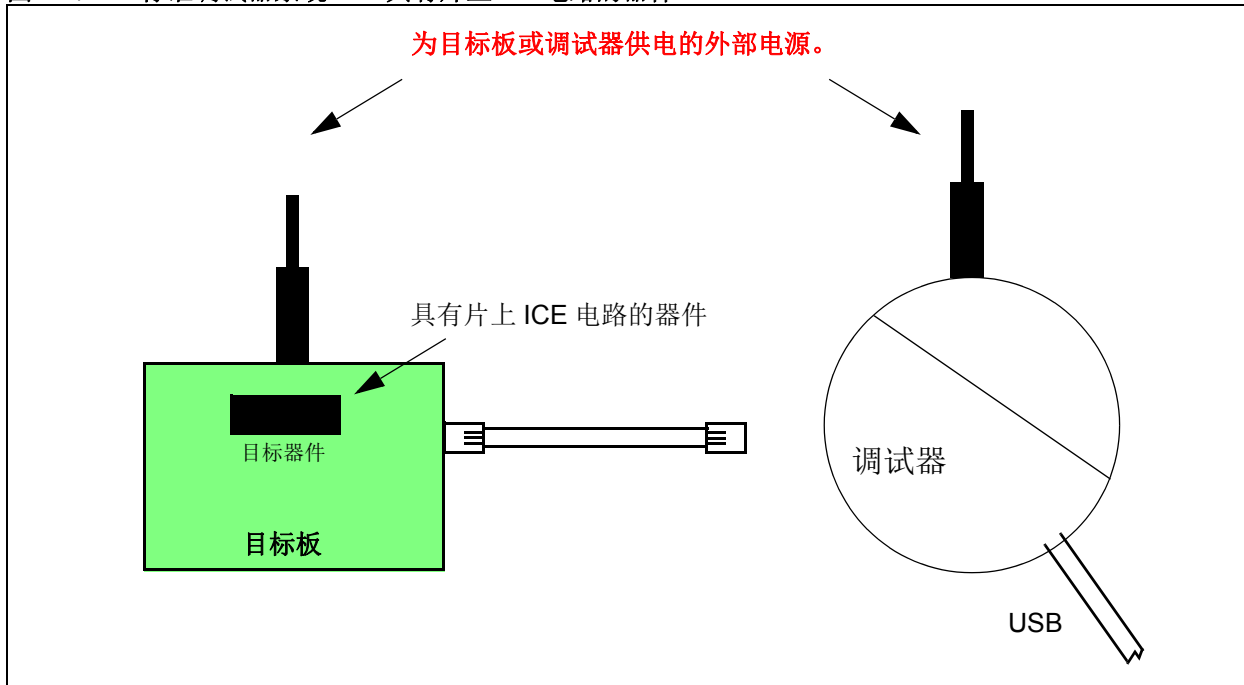 为目标板或调试器供电的外部电源。
具有片上 ICE 电路的器件
目标器件
调试器
目标板
USB